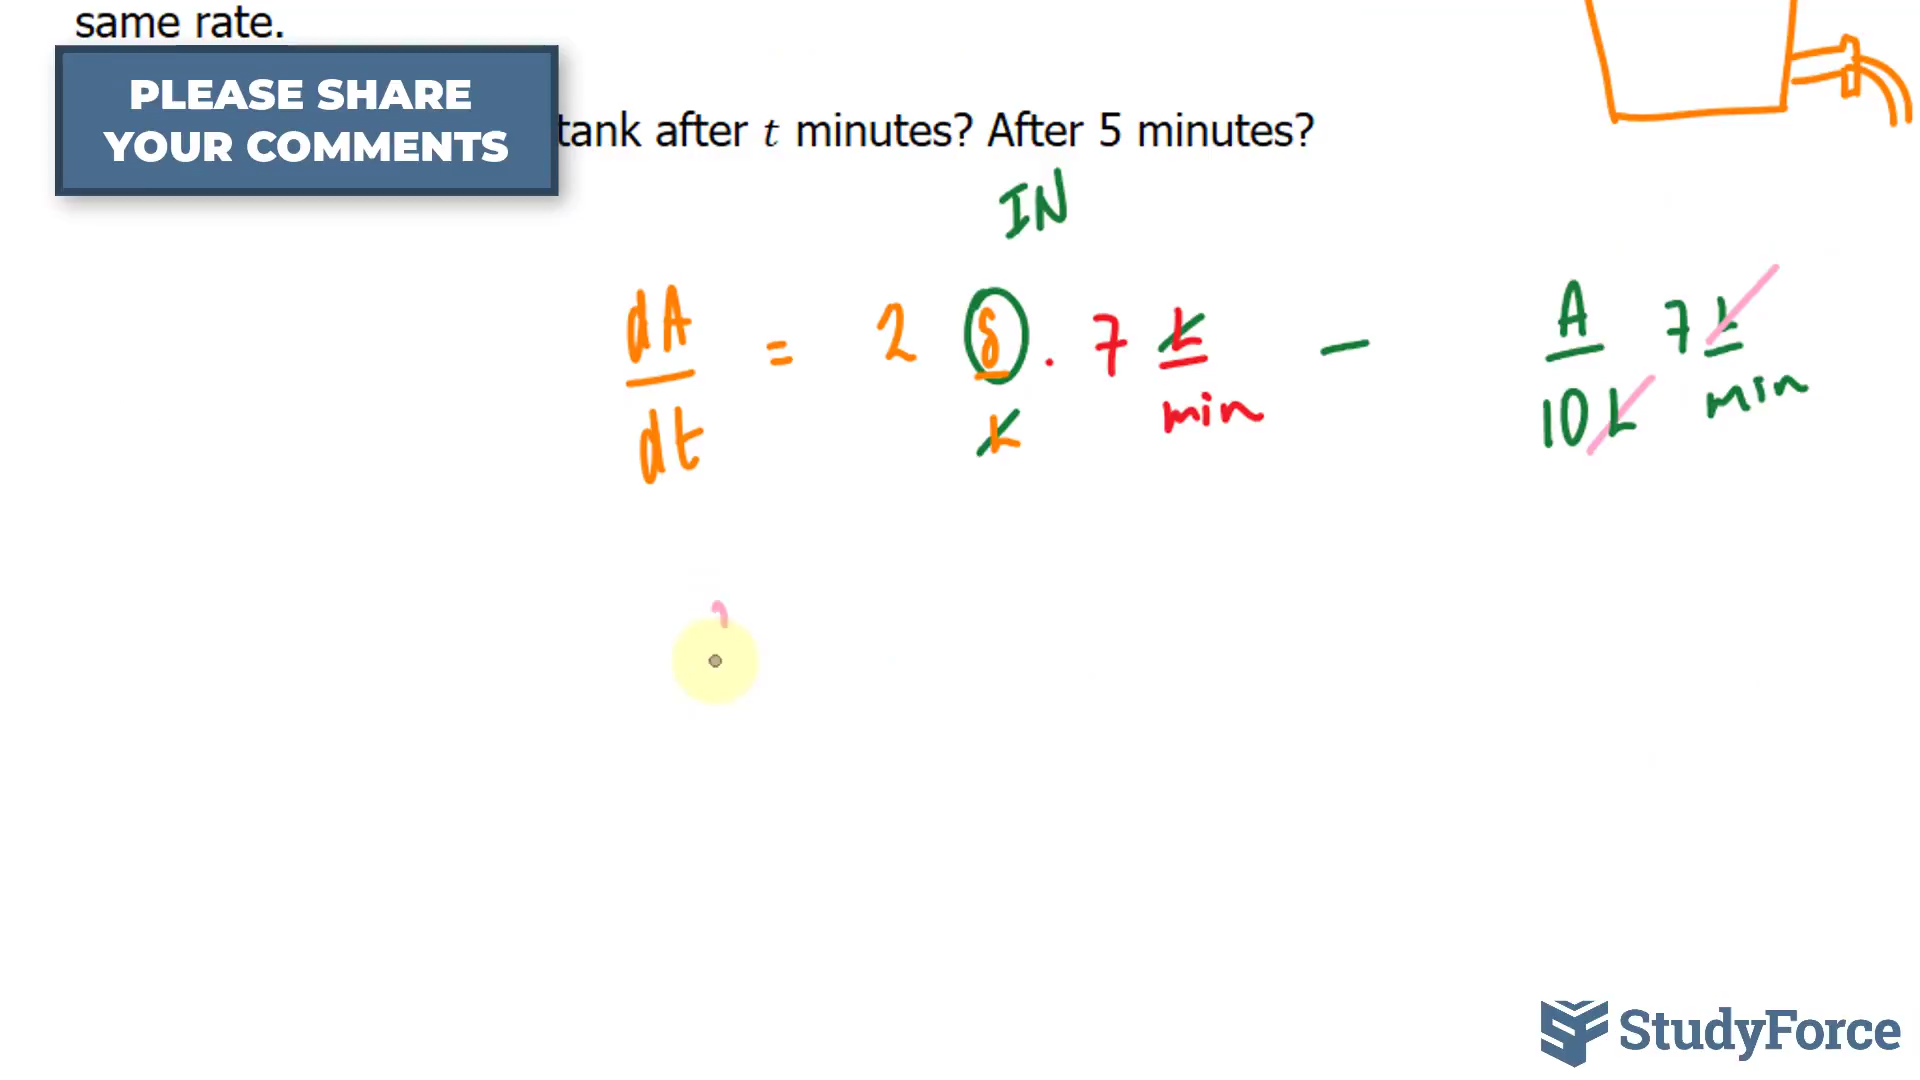 same rate.
PLEASE SHARE
YOUR COMMENTS
tank after t minutes? After 5 minutes?
IN
dA/dt = 2 g/L · 7 L/min − A/10L 7 L/min
StudyForce